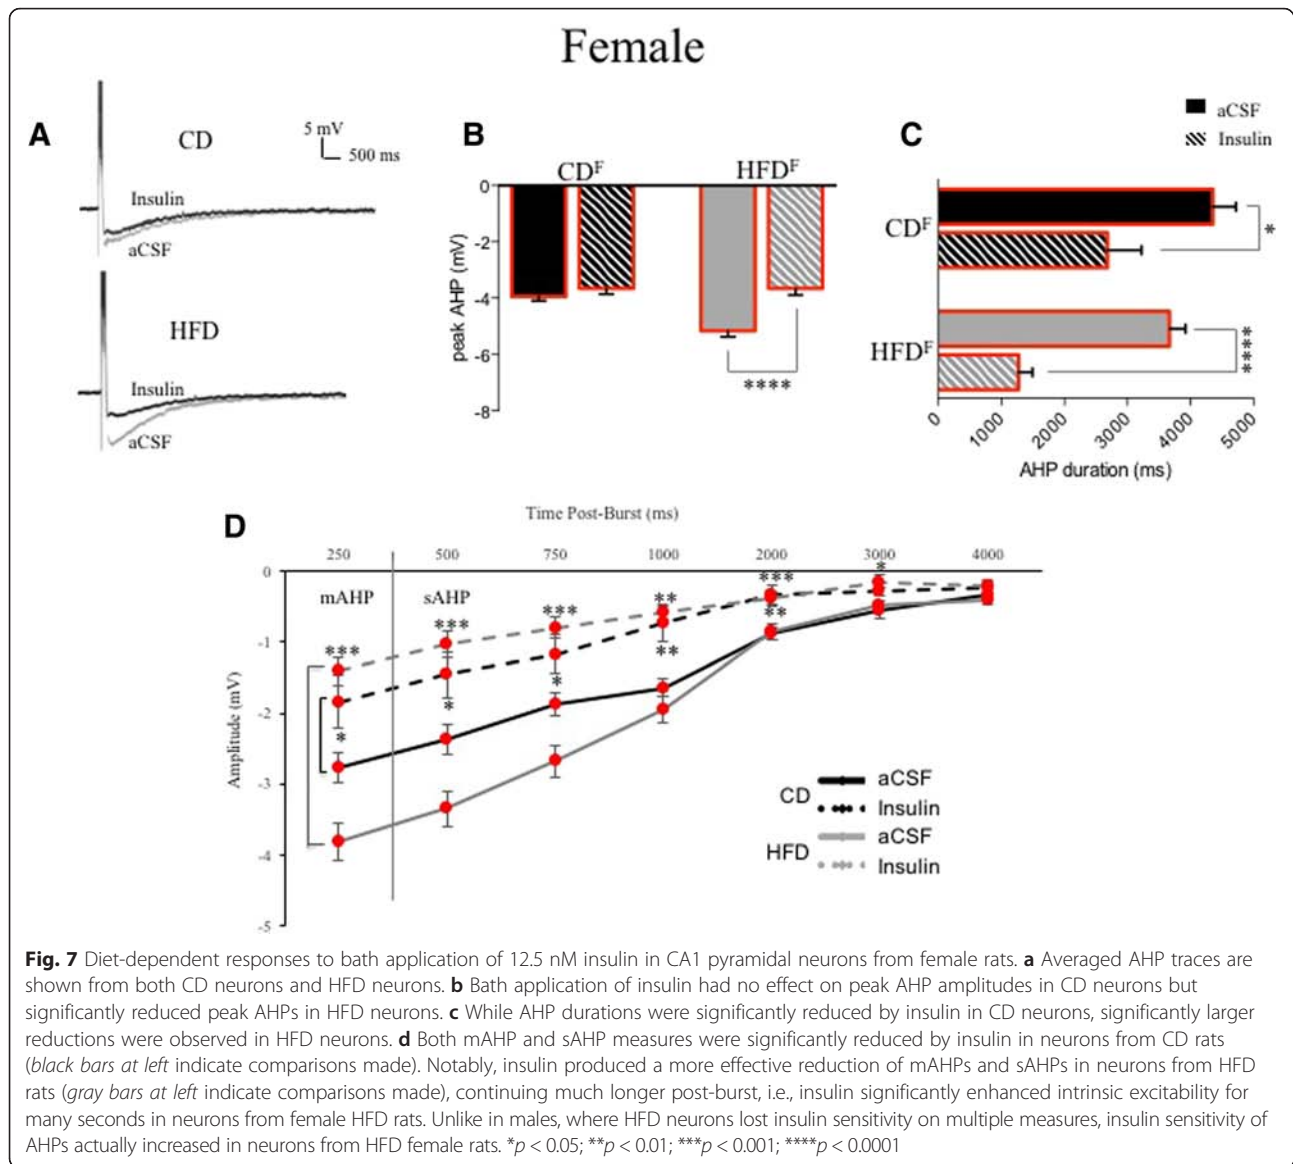 Female
A
CD
5 mV
500 ms
Insulin
aCSF
HFD
Insulin
aCSF
B
CDF HFDF
0
-2
-4
-6
-8
peak AHP (mV)
****
C
aCSF
Insulin
CDF
*
HFDF
****
0 1000 2000 3000 4000 5000
AHP duration (ms)
D
Time Post-Burst (ms)
250 500 750 1000 2000 3000 4000
0
-1
-2
-3
-4
-5
Amplitude (mV)
mAHP sAHP
*** *** *** ** *** *
* * * ** **
CD
aCSF
Insulin
HFD
aCSF
Insulin
Fig. 7 Diet-dependent responses to bath application of 12.5 nM insulin in CA1 pyramidal neurons from female rats. a Averaged AHP traces are
shown from both CD neurons and HFD neurons. b Bath application of insulin had no effect on peak AHP amplitudes in CD neurons but
significantly reduced peak AHPs in HFD neurons. c While AHP durations were significantly reduced by insulin in CD neurons, significantly larger
reductions were observed in HFD neurons. d Both mAHP and sAHP measures were significantly reduced by insulin in neurons from CD rats
(black bars at left indicate comparisons made). Notably, insulin produced a more effective reduction of mAHPs and sAHPs in neurons from HFD
rats (gray bars at left indicate comparisons made), continuing much longer post-burst, i.e., insulin significantly enhanced intrinsic excitability for
many seconds in neurons from female HFD rats. Unlike in males, where HFD neurons lost insulin sensitivity on multiple measures, insulin sensitivity of
AHPs actually increased in neurons from HFD female rats. *p < 0.05; **p < 0.01; ***p < 0.001; ****p < 0.0001